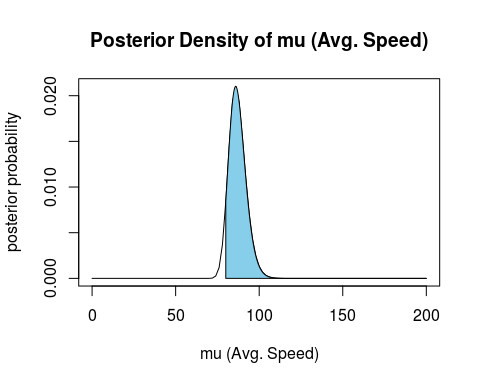 Posterior Density of mu (Avg. Speed)
posterior probability
0.020
0.010
0.000
0 50 100 150 200
mu (Avg. Speed)